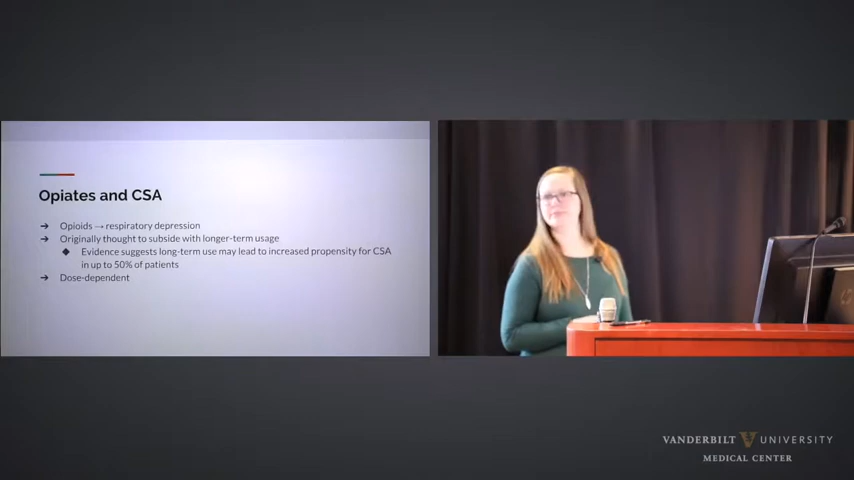 Opiates and CSA
➔ Opioids → respiratory depression
➔ Originally thought to subside with longer-term usage
◆ Evidence suggests long-term use may lead to increased propensity for CSA
in up to 50% of patients
➔ Dose-dependent
VANDERBILT V UNIVERSITY
MEDICAL CENTER